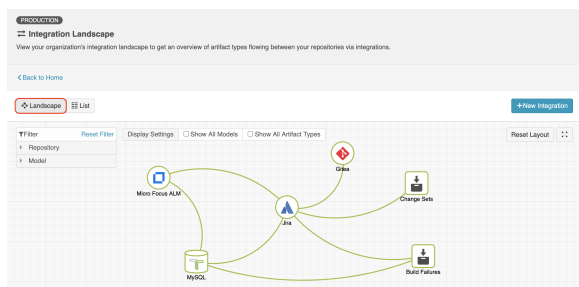 PRODUCTION
Integration Landscape
View your organization's integration landscape to get an overview of artifact types flowing between your repositories via integrations.
Back to Home
Landscape
List
+New Integration
Filter
Reset Filter
Display Settings
Show All Models
Show All Artifact Types
Reset Layout
Repository
Model
Gitea
Micro Focus ALM
Change Sets
Jira
MySQL
Build Failures